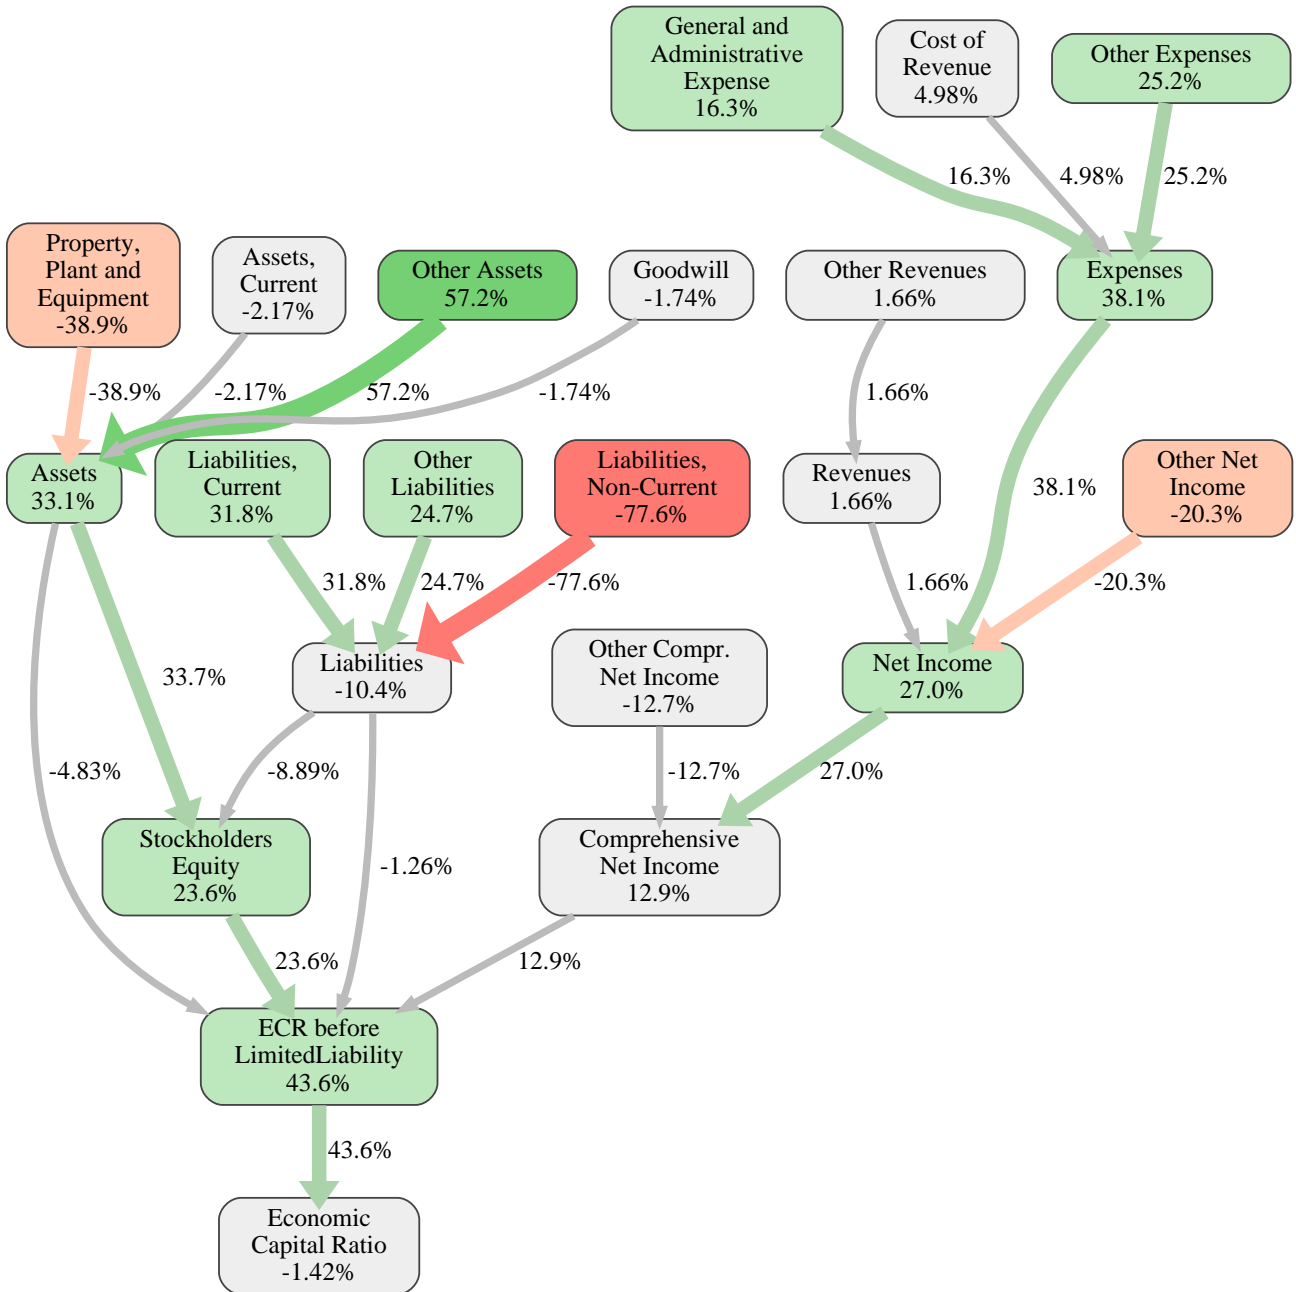 General and
Administrative
Expense
16.3%
Cost of
Revenue
4.98%
Other Expenses
25.2%
16.3%
4.98%
25.2%
Property,
Plant and
Equipment
-38.9%
Assets,
Current
-2.17%
Other Assets
57.2%
Goodwill
-1.74%
Other Revenues
1.66%
Expenses
38.1%
-38.9%
-2.17%
57.2%
-1.74%
1.66%
Assets
33.1%
Liabilities,
Current
31.8%
Other
Liabilities
24.7%
Liabilities,
Non-Current
-77.6%
Revenues
1.66%
38.1%
Other Net
Income
-20.3%
31.8%
24.7%
-77.6%
1.66%
-20.3%
33.7%
Liabilities
-10.4%
Other Compr.
Net Income
-12.7%
Net Income
27.0%
-4.83%
-8.89%
-12.7%
27.0%
Stockholders
Equity
23.6%
-1.26%
Comprehensive
Net Income
12.9%
23.6%
12.9%
ECR before
LimitedLiability
43.6%
43.6%
Economic
Capital Ratio
-1.42%